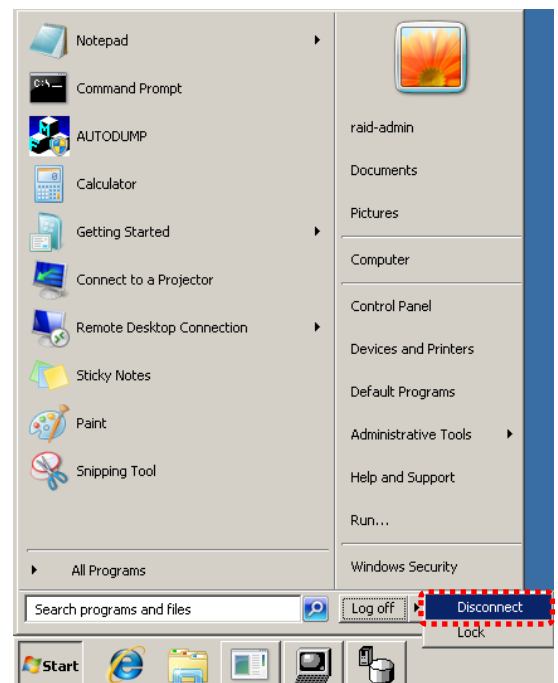 Notepad
C:\_
Command Prompt
AUTODUMP
Calculator
Getting Started
Connect to a Projector
Remote Desktop Connection
Sticky Notes
Paint
Snipping Tool
All Programs
Search programs and files
raid-admin
Documents
Pictures
Computer
Control Panel
Devices and Printers
Default Programs
Administrative Tools
Help and Support
Run...
Windows Security
Log off
Disconnect
Lock
Start